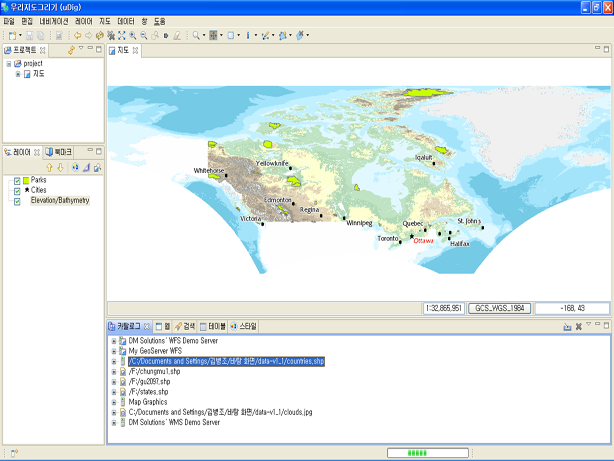 우리지도그리기 (uDig)
파일 편집 네비게이션 레이어 지도 데이터 창 도움
프로젝트
project
지도
레이어 북마크
Parks
Cities
Elevation/Bathymetry
지도
Iqaluit
Yellowknife
Whitehorse
Edmonton
Regina
Victoria
Winnipeg
Quebec
St. John's
Toronto
Ottawa
Halifax
1:32,865,951 GCS_WGS_1984 -168, 43
카탈로그 웹 검색 테이블 스타일
DM Solutions' WFS Demo Server
My GeoServer WFS
/C:/Documents and Settings/김병조/바탕 화면/data-v1_1/countries.shp
/F:/chungmu1.shp
/F:/gu2097.shp
/F:/states.shp
Map Graphics
C:/Documents and Settings/김병조/바탕 화면/data-v1_1/clouds.jpg
DM Solutions' WMS Demo Server